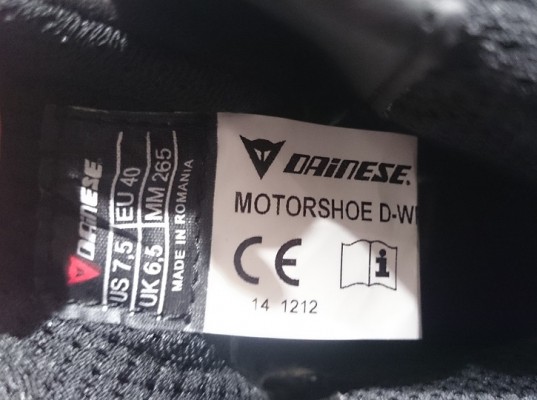 DAINESE
US 7,5 EU 40
UK 6,5 MM 265
MADE IN ROMANIA
DAINESE
MOTORSHOE D-W
CE
i
14 1212